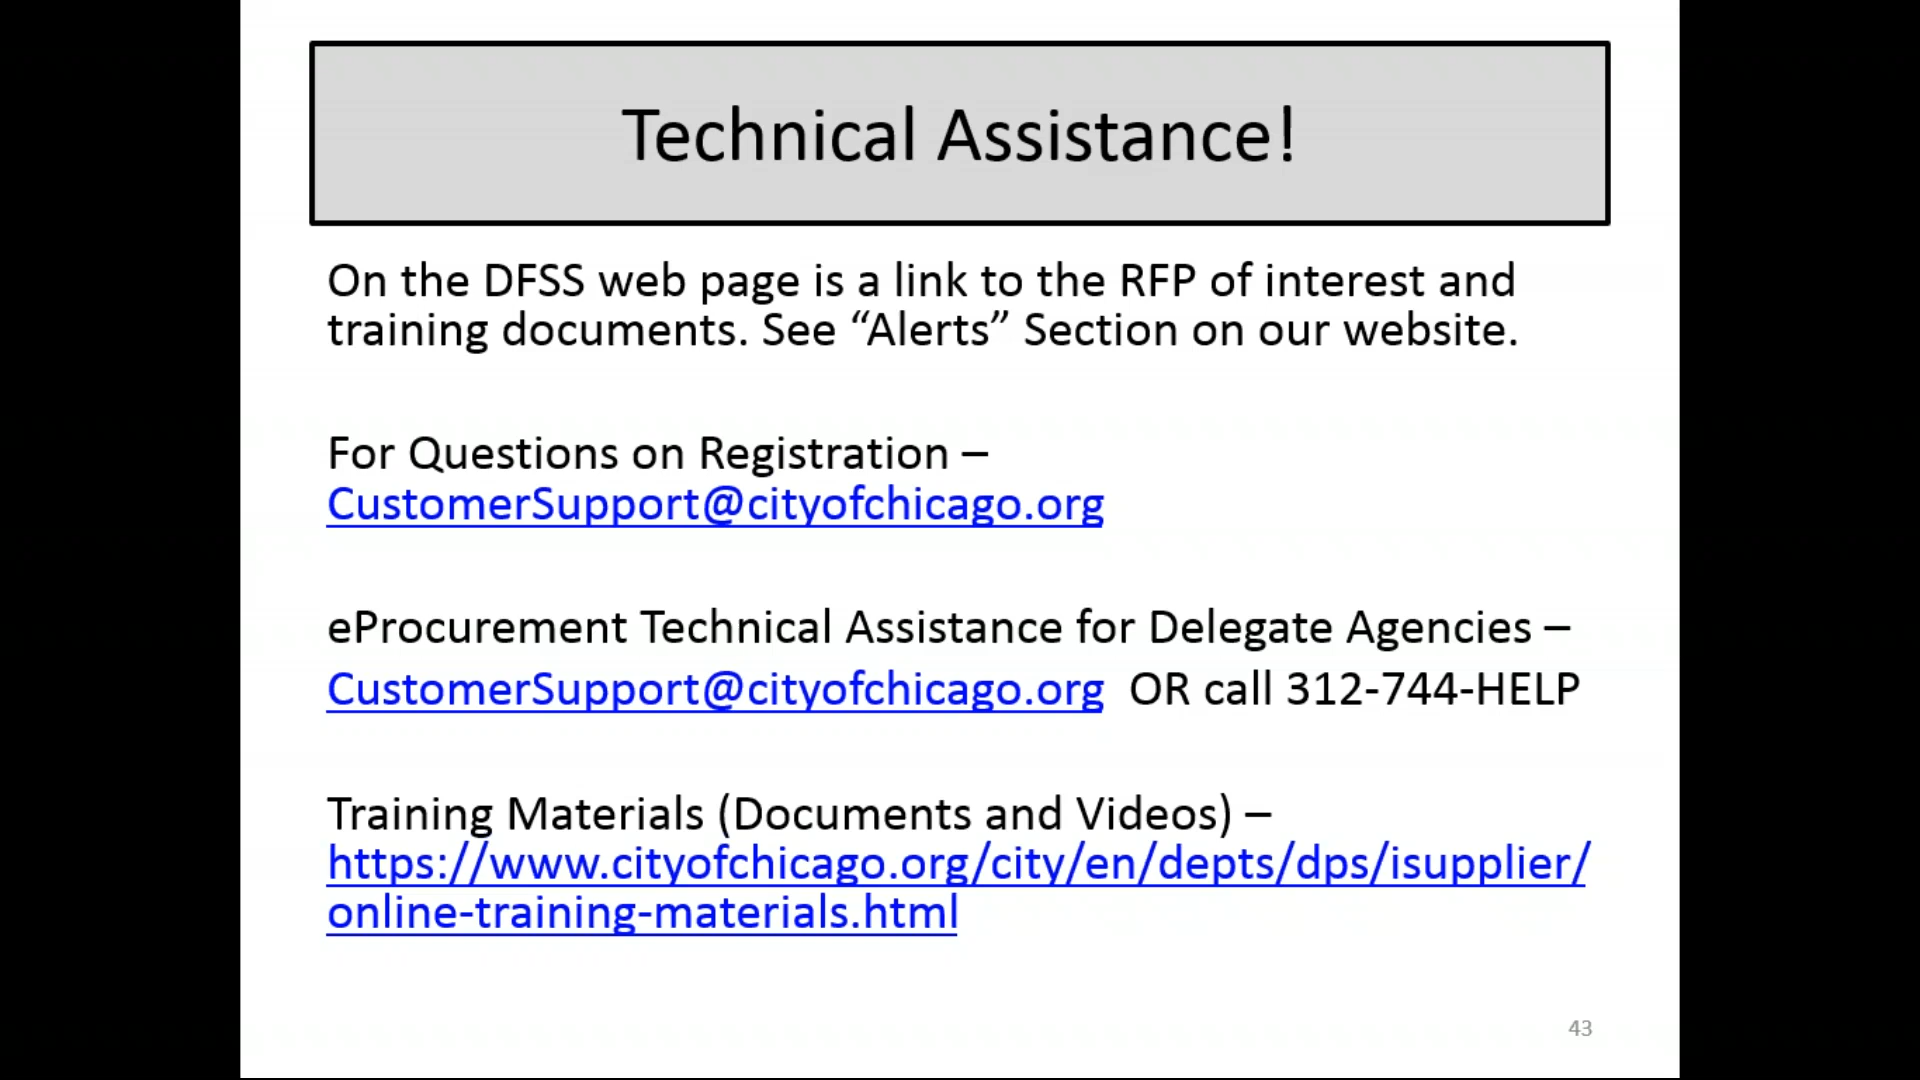 Technical Assistance!
On the DFSS web page is a link to the RFP of interest and
training documents. See “Alerts” Section on our website.
For Questions on Registration –
CustomerSupport@cityofchicago.org
eProcurement Technical Assistance for Delegate Agencies –
CustomerSupport@cityofchicago.org OR call 312-744-HELP
Training Materials (Documents and Videos) –
https://www.cityofchicago.org/city/en/depts/dps/isupplier/
online-training-materials.html
43